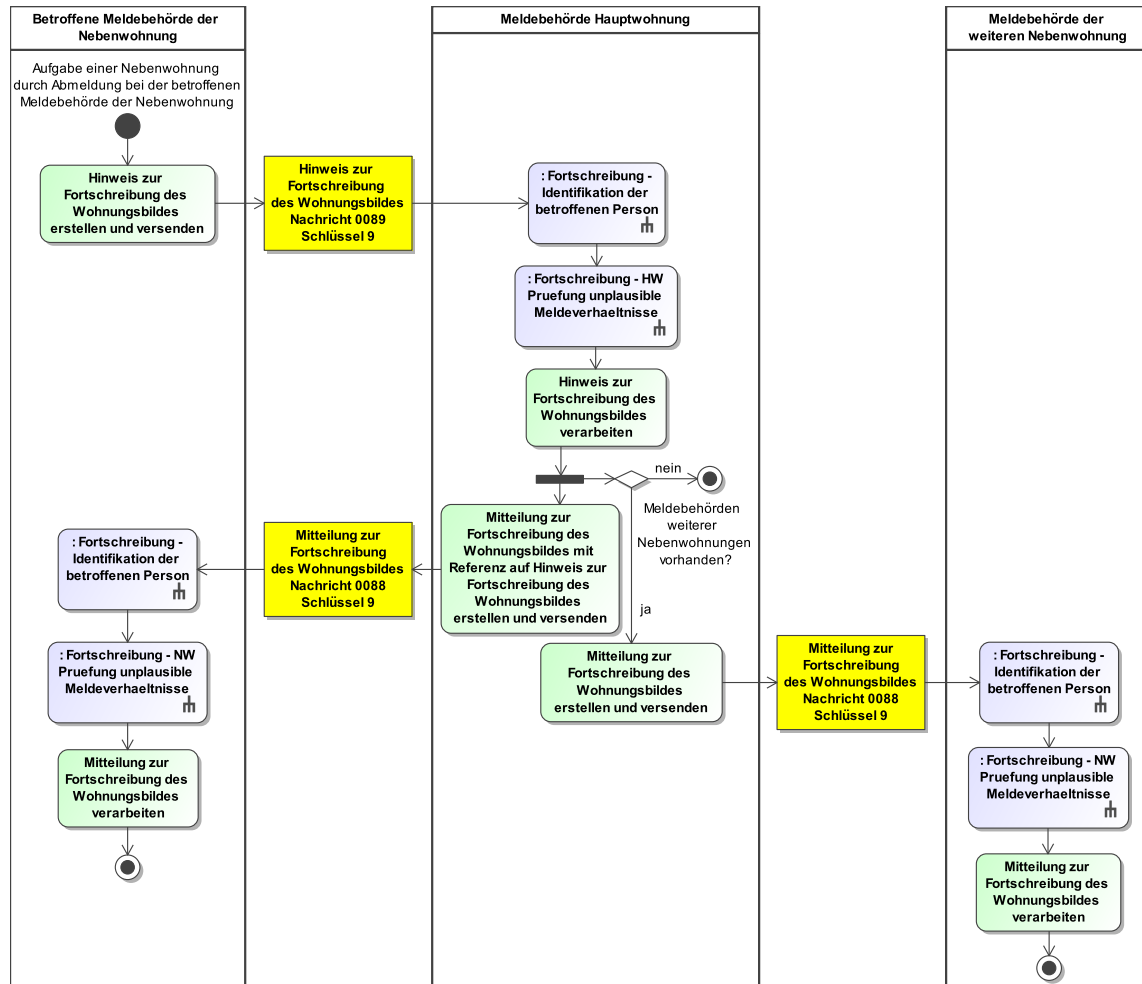 Betroffene Meldebehörde der
Nebenwohnung
Meldebehörde Hauptwohnung
Meldebehörde der
weiteren Nebenwohnung
Aufgabe einer Nebenwohnung
durch Abmeldung bei der betroffenen
Meldebehörde der Nebenwohnung
Hinweis zur
Fortschreibung des
Wohnungsbildes
erstellen und versenden
Hinweis zur
Fortschreibung
des Wohnungsbildes
Nachricht 0089
Schlüssel 9
: Fortschreibung -
Identifikation der
betroffenen Person
: Fortschreibung - HW
Pruefung unplausible
Meldeverhaeltnisse
Hinweis zur
Fortschreibung des
Wohnungsbildes
verarbeiten
nein
Meldebehörden
weiterer
Nebenwohnungen
vorhanden?
ja
Mitteilung zur
Fortschreibung des
Wohnungsbildes mit
Referenz auf Hinweis zur
Fortschreibung des
Wohnungsbildes
erstellen und versenden
Mitteilung zur
Fortschreibung
des Wohnungsbildes
Nachricht 0088
Schlüssel 9
: Fortschreibung -
Identifikation der
betroffenen Person
: Fortschreibung - NW
Pruefung unplausible
Meldeverhaeltnisse
Mitteilung zur
Fortschreibung des
Wohnungsbildes
verarbeiten
Mitteilung zur
Fortschreibung des
Wohnungsbildes
erstellen und versenden
Mitteilung zur
Fortschreibung
des Wohnungsbildes
Nachricht 0088
Schlüssel 9
: Fortschreibung -
Identifikation der
betroffenen Person
: Fortschreibung - NW
Pruefung unplausible
Meldeverhaeltnisse
Mitteilung zur
Fortschreibung des
Wohnungsbildes
verarbeiten